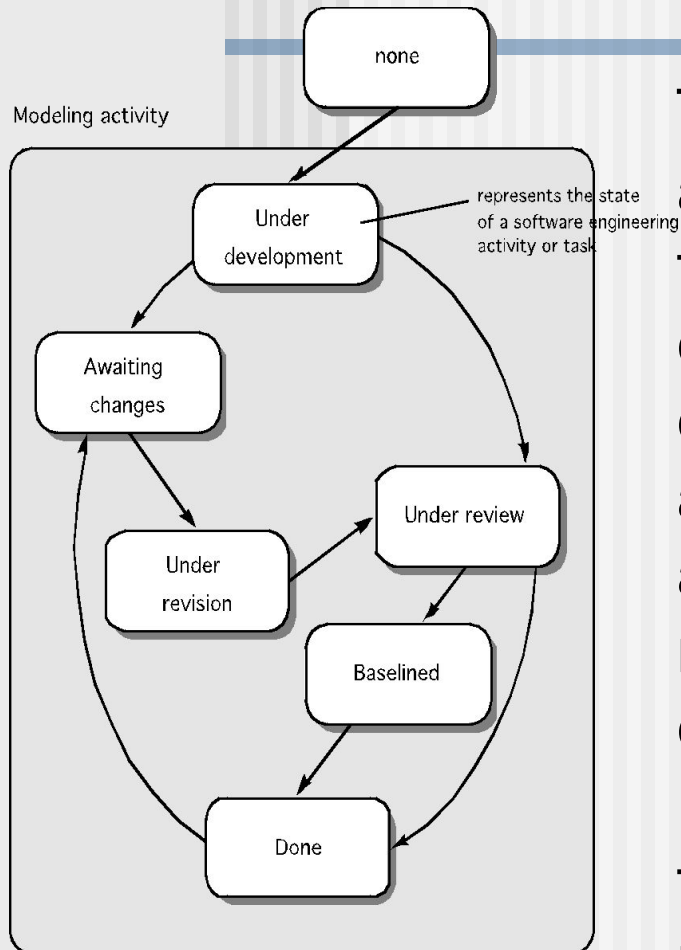 none
Modeling activity
represents the state
of a software engineering
activity or task
Under
development
Awaiting
changes
Under review
Under
revision
Baselined
Done